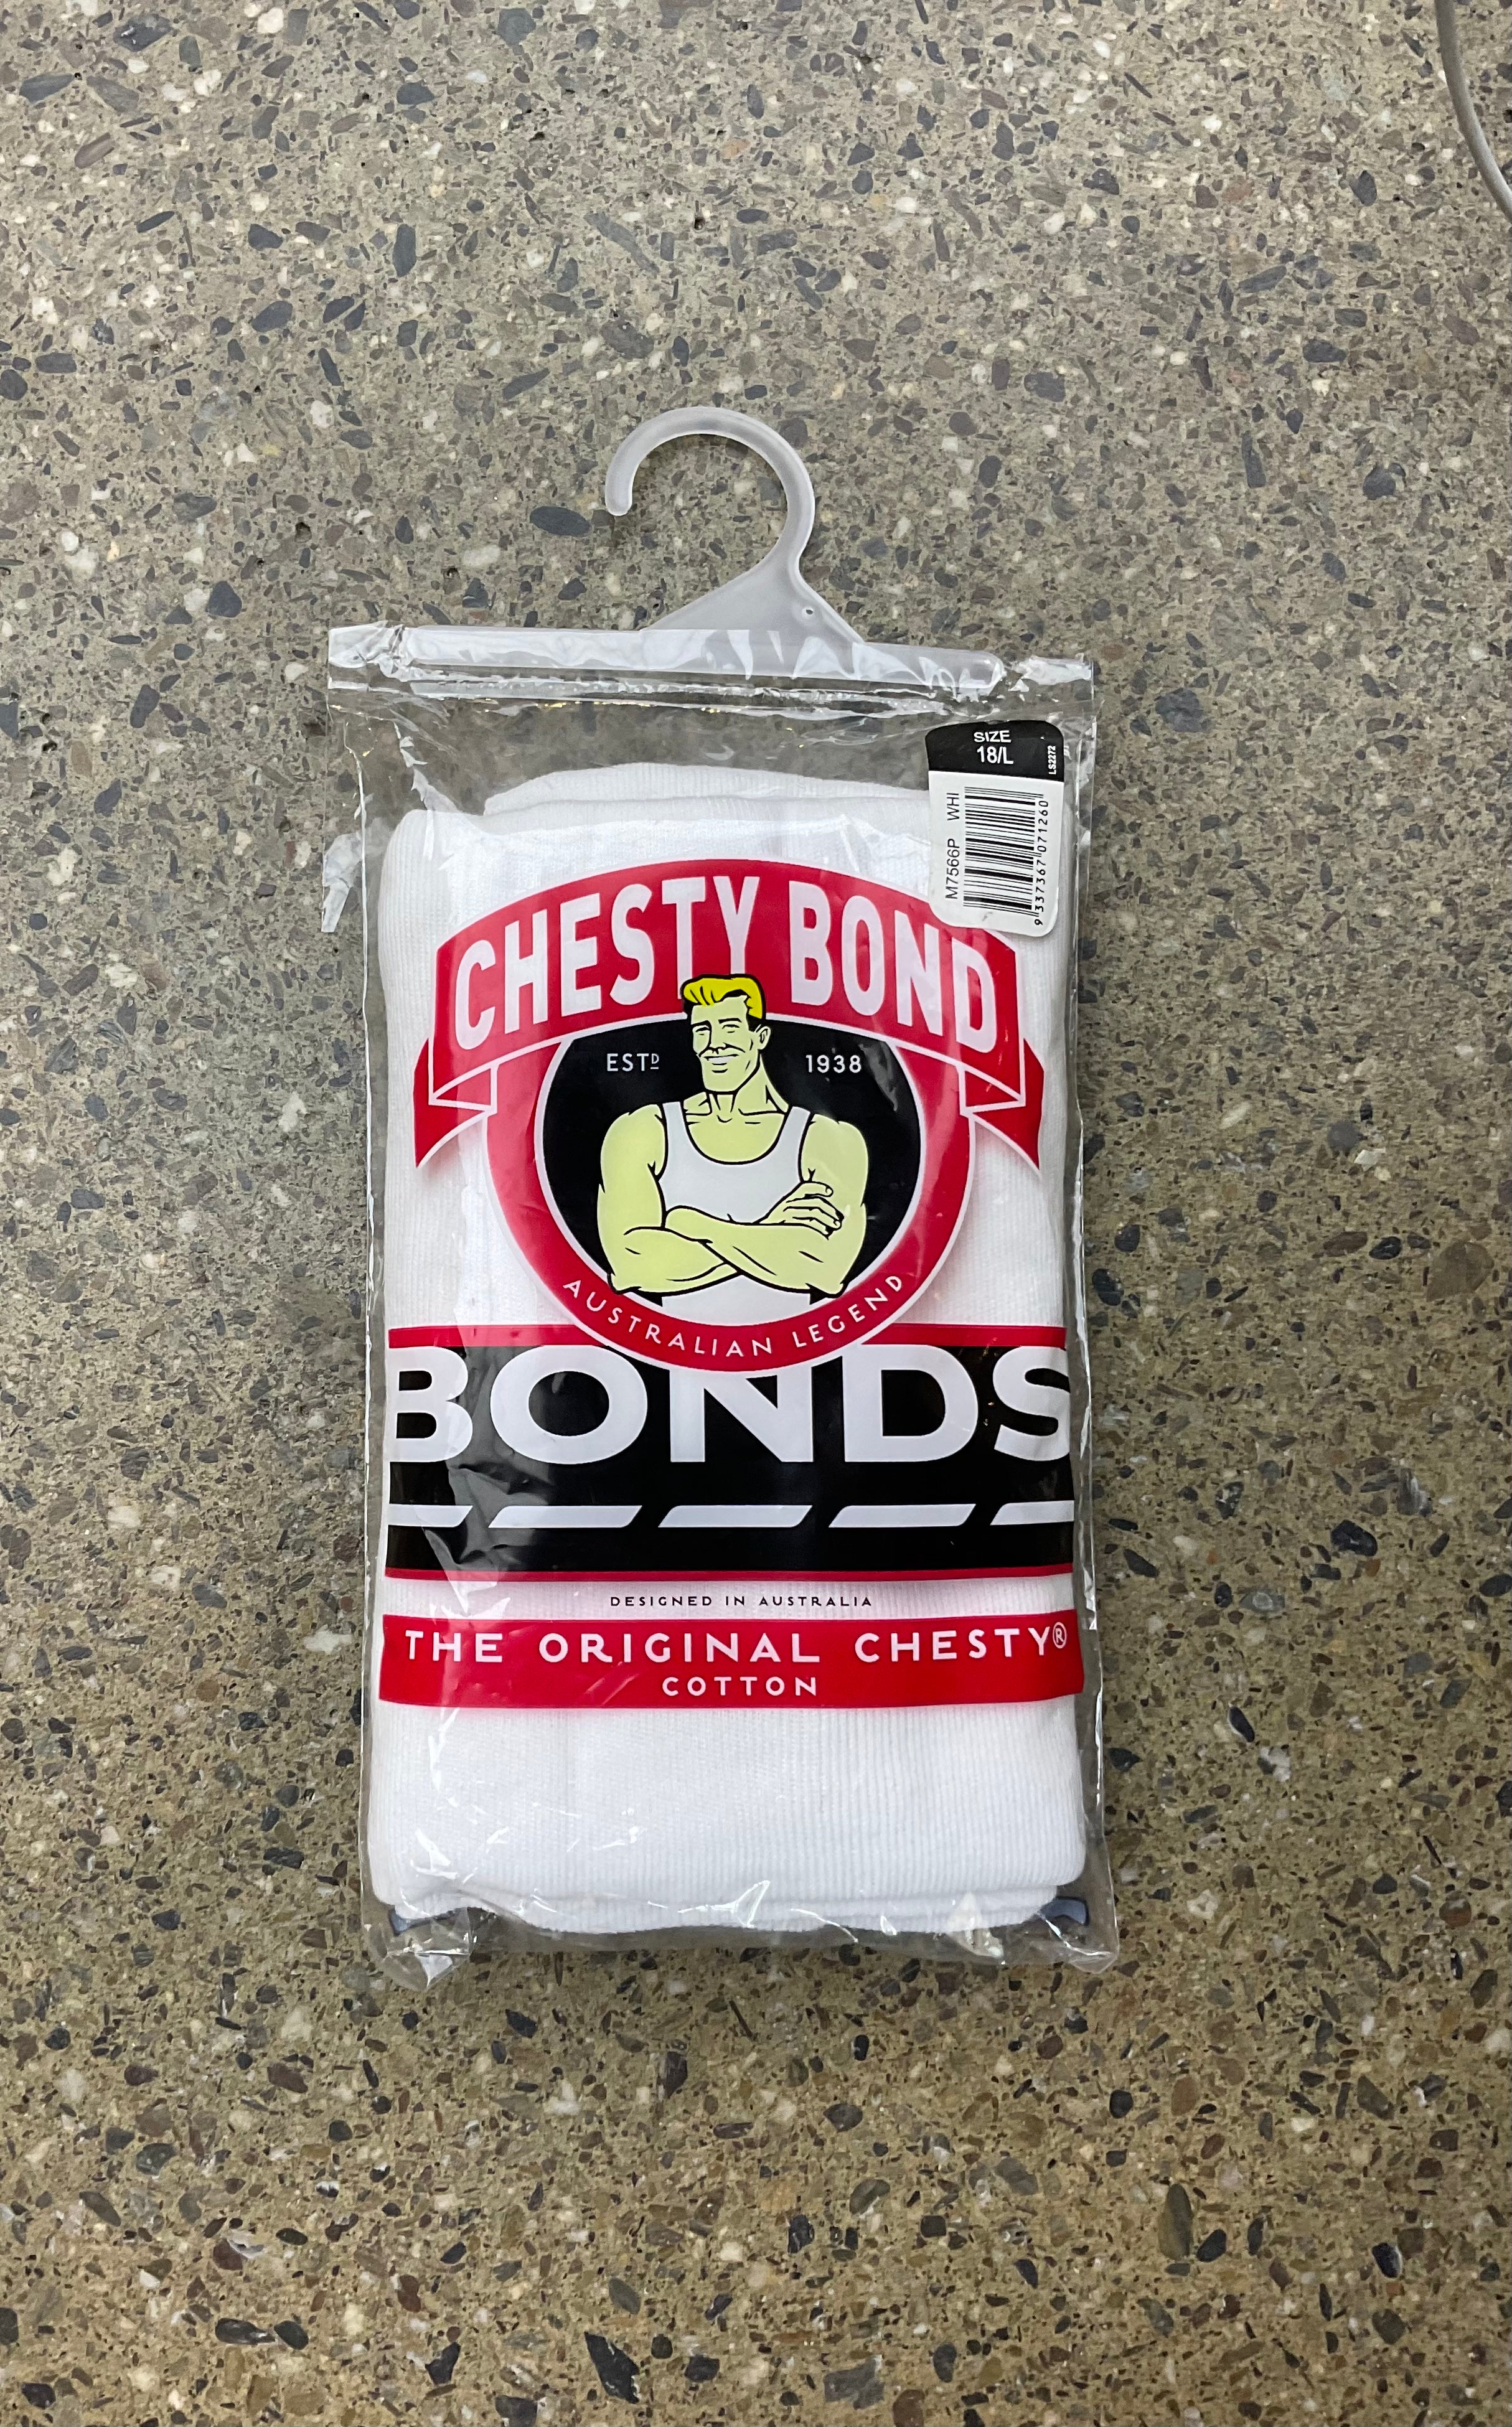 SIZE
18/L
LS2272
M7566P WHI
9 337367 071260
CHESTY BOND
ESTD 1938
AUSTRALIAN LEGEND
BONDS
DESIGNED IN AUSTRALIA
THE ORIGINAL CHESTY®
COTTON